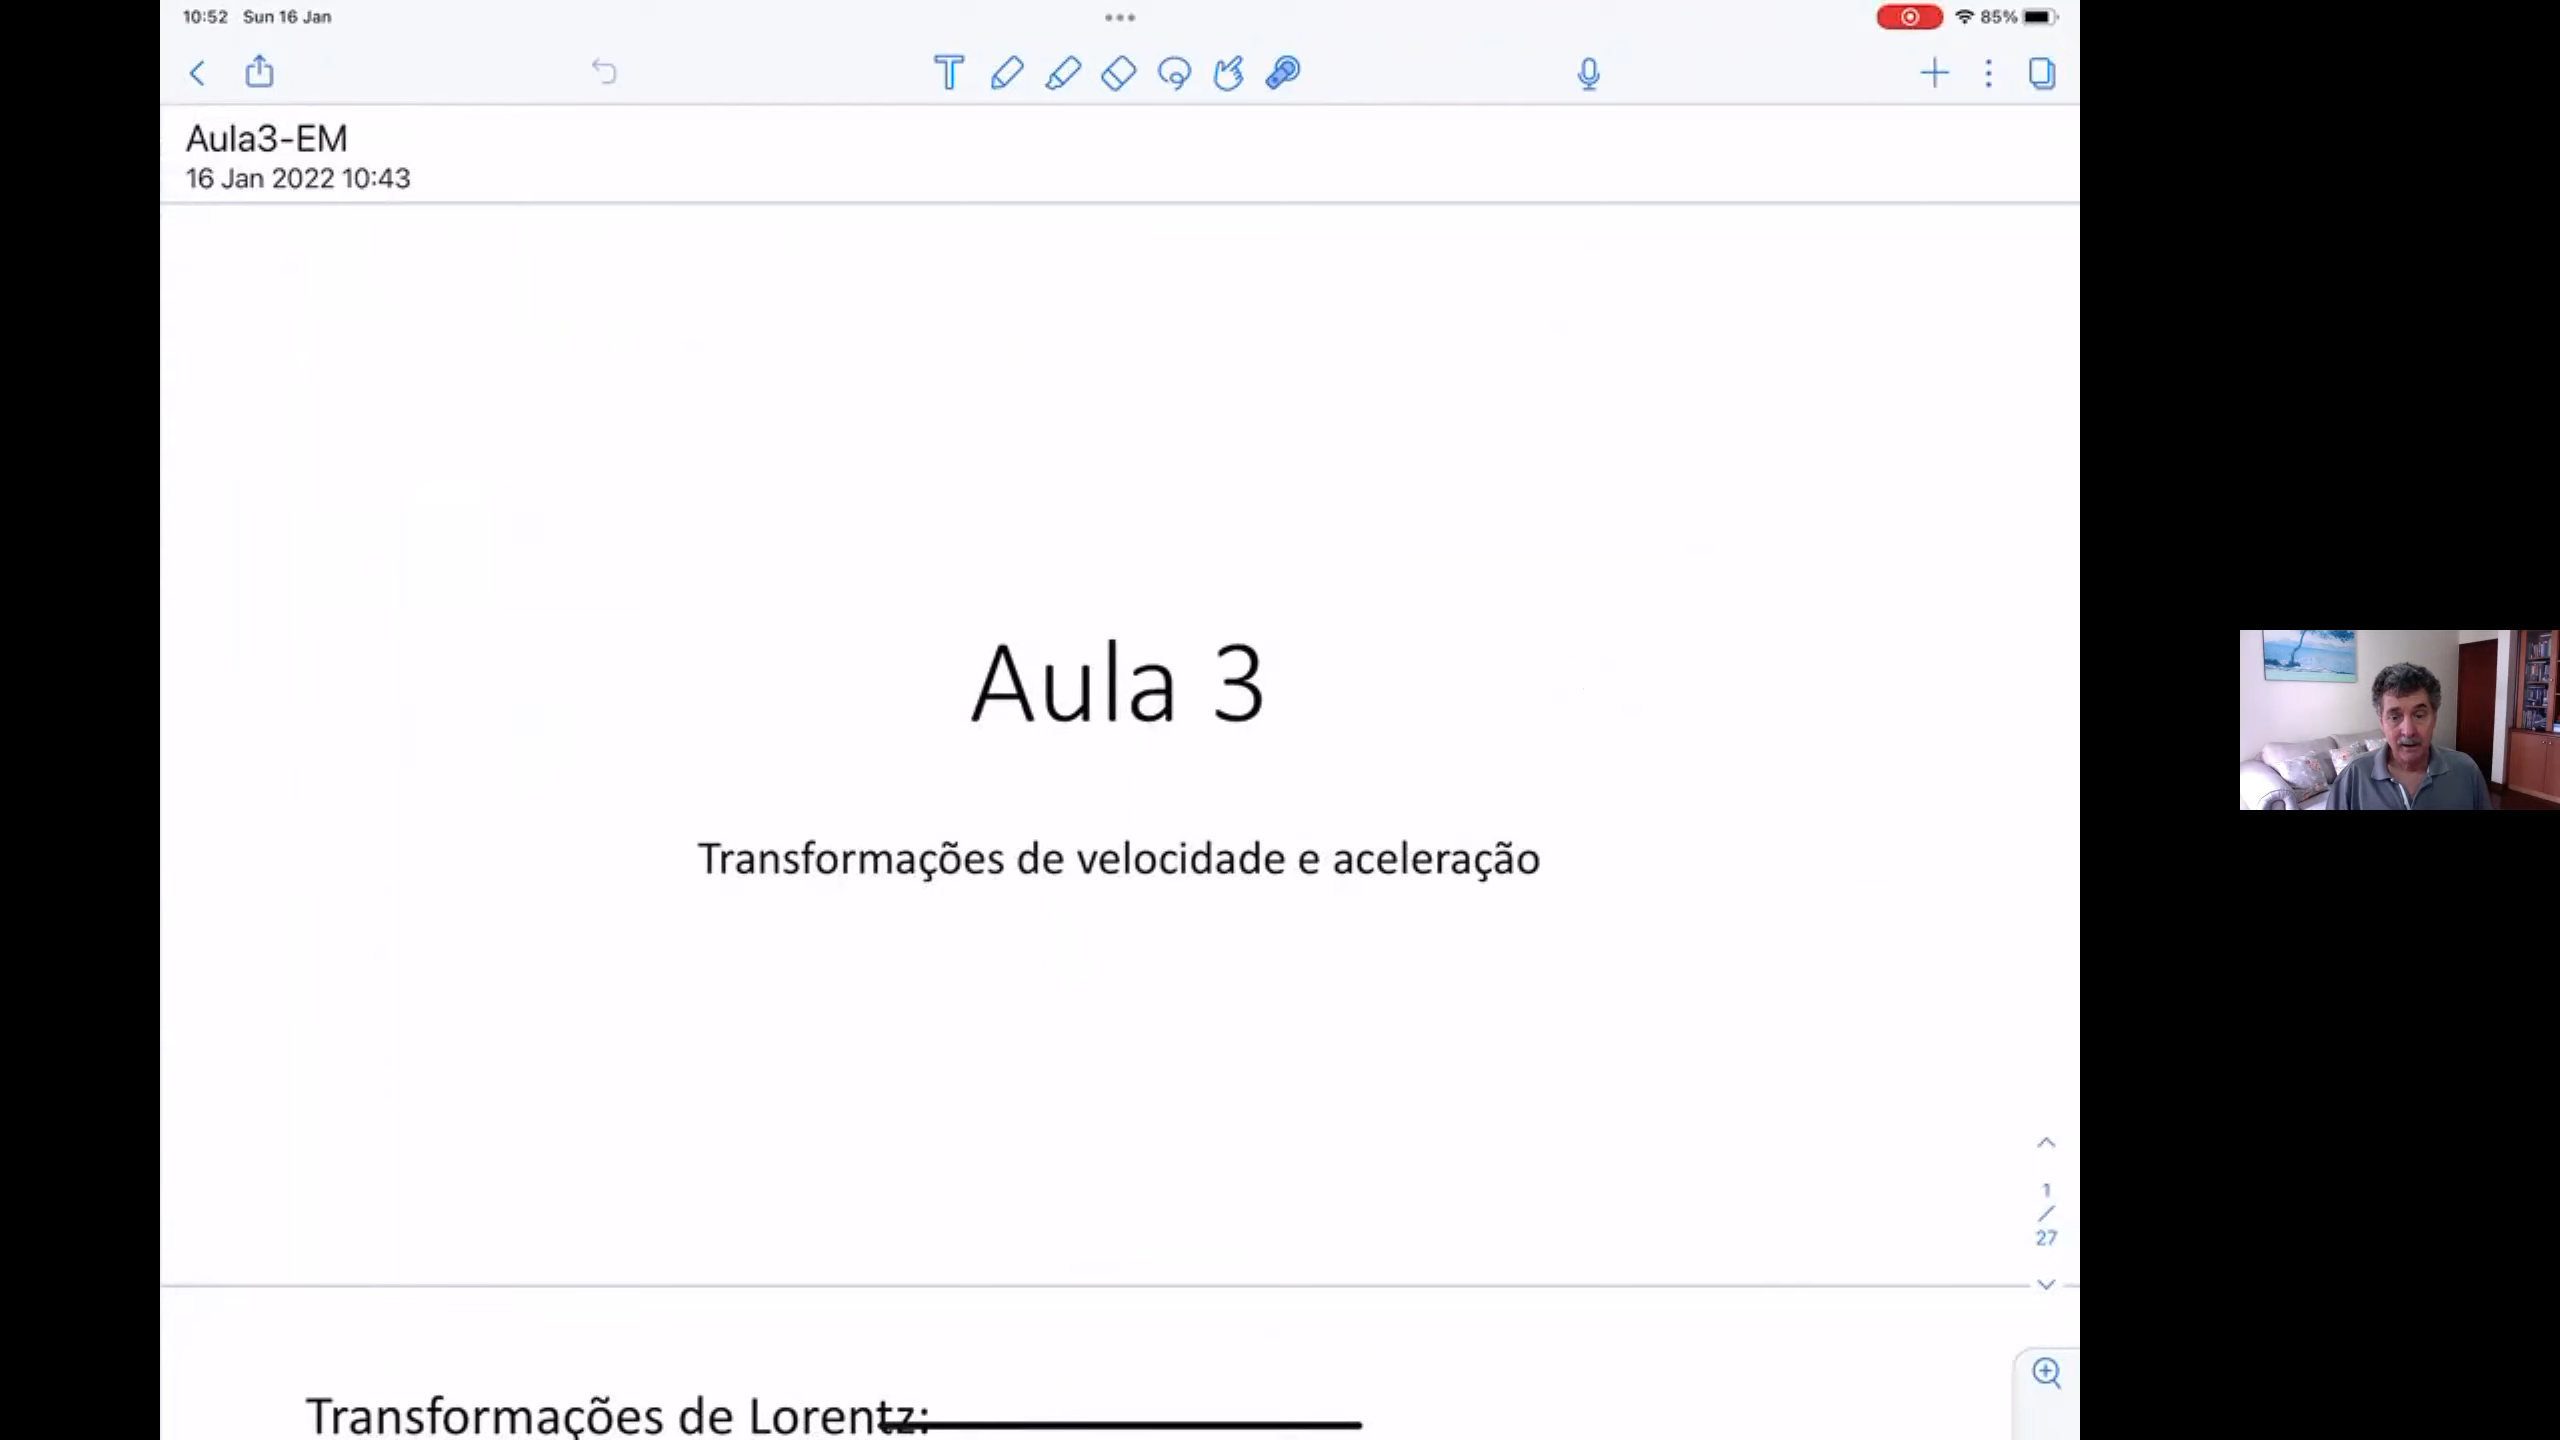 10:52 Sun 16 Jan
85%
Aula3-EM
16 Jan 2022 10:43
Aula 3
Transformações de velocidade e aceleração
1
/
27
Transformações de Lorentz: